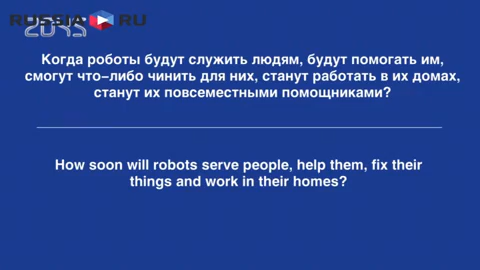 RUSSIA RU
2045
Когда роботы будут служить людям, будут помогать им,
смогут что–либо чинить для них, станут работать в их домах,
станут их повсеместными помощниками?
How soon will robots serve people, help them, fix their
things and work in their homes?